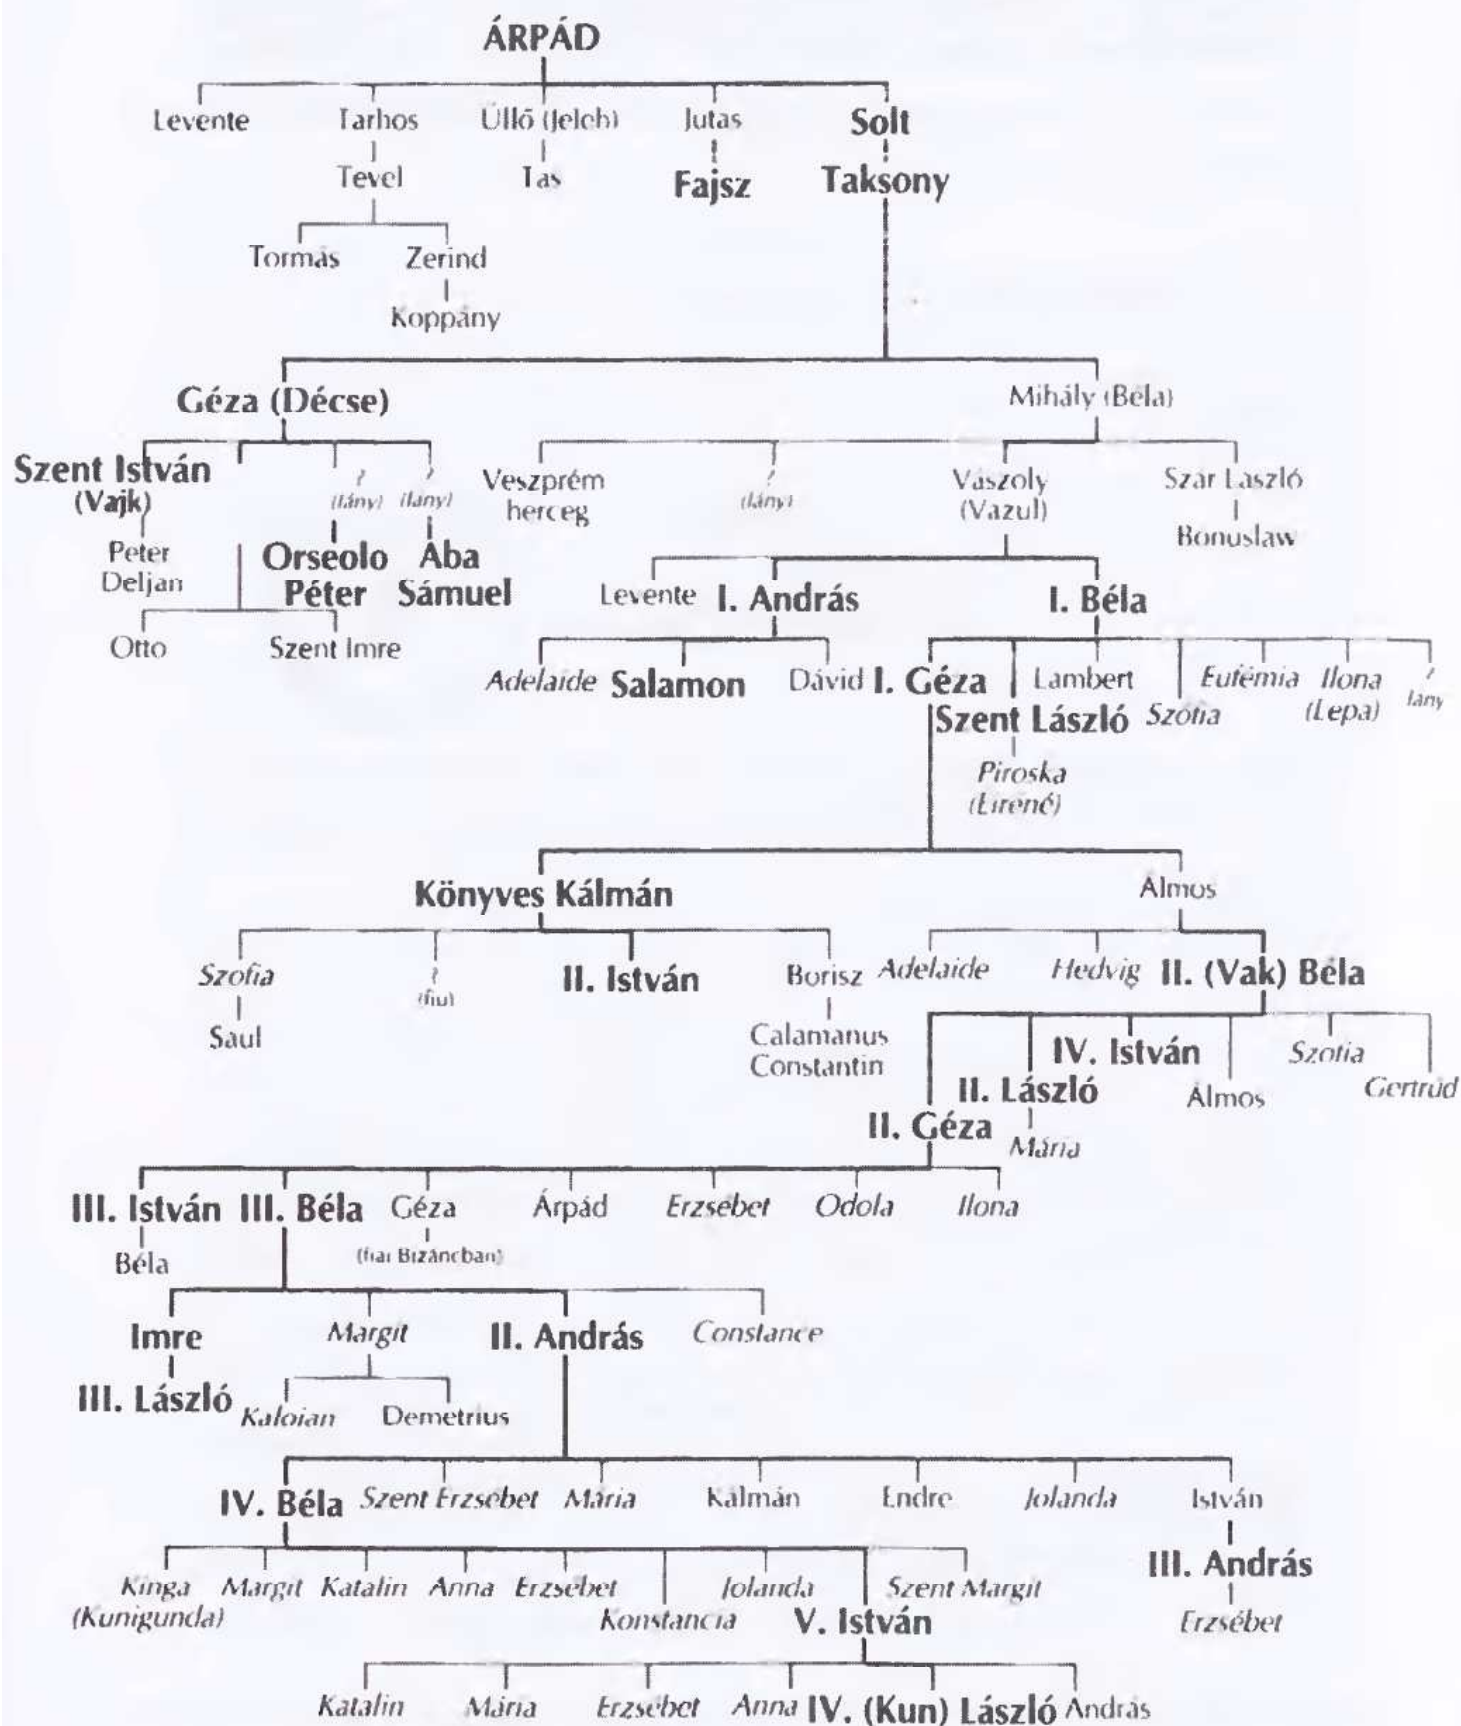 ÁRPÁD
Levente Tarhos Üllő (Jelch) Jutas Solt
Tevel Tas Fajsz Taksony
Tormás Zerind
Koppány
Géza (Décse) Mihály (Béla)
Szent István ? ? Veszprém ? Vászoly Szár László
(Vajk) (lány) (lány) herceg (lány) (Vazul)
Peter Orseolo Aba Bonuslaw
Deljan Péter Sámuel Levente I. András I. Béla
Otto Szent Imre
Adelaide Salamon Dávid I. Géza Lambert Eufémia Ilona ?
Szent László Szófia (Lepa) lány
Piroska
(Eiréné)
Könyves Kálmán Álmos
Szofia ? II. István Borisz Adelaide Hedvig II. (Vak) Béla
(fiu)
Saul Calamanus IV. István Szofia
Constantin II. László Álmos Gertrúd
II. Géza Mária
III. István III. Béla Géza Árpád Erzsébet Odola Ilona
Béla (fiai Bizáncban)
Imre Margit II. András Constance
III. László Kaloian Demetrius
IV. Béla Szent Erzsébet Mária Kálmán Endre Jolanda István
Kinga Margit Katalin Anna Erzsébet Jolanda Szent Margit III. András
(Kunigunda) Konstancia V. István Erzsébet
Katalin Mária Erzsébet Anna IV. (Kun) László András